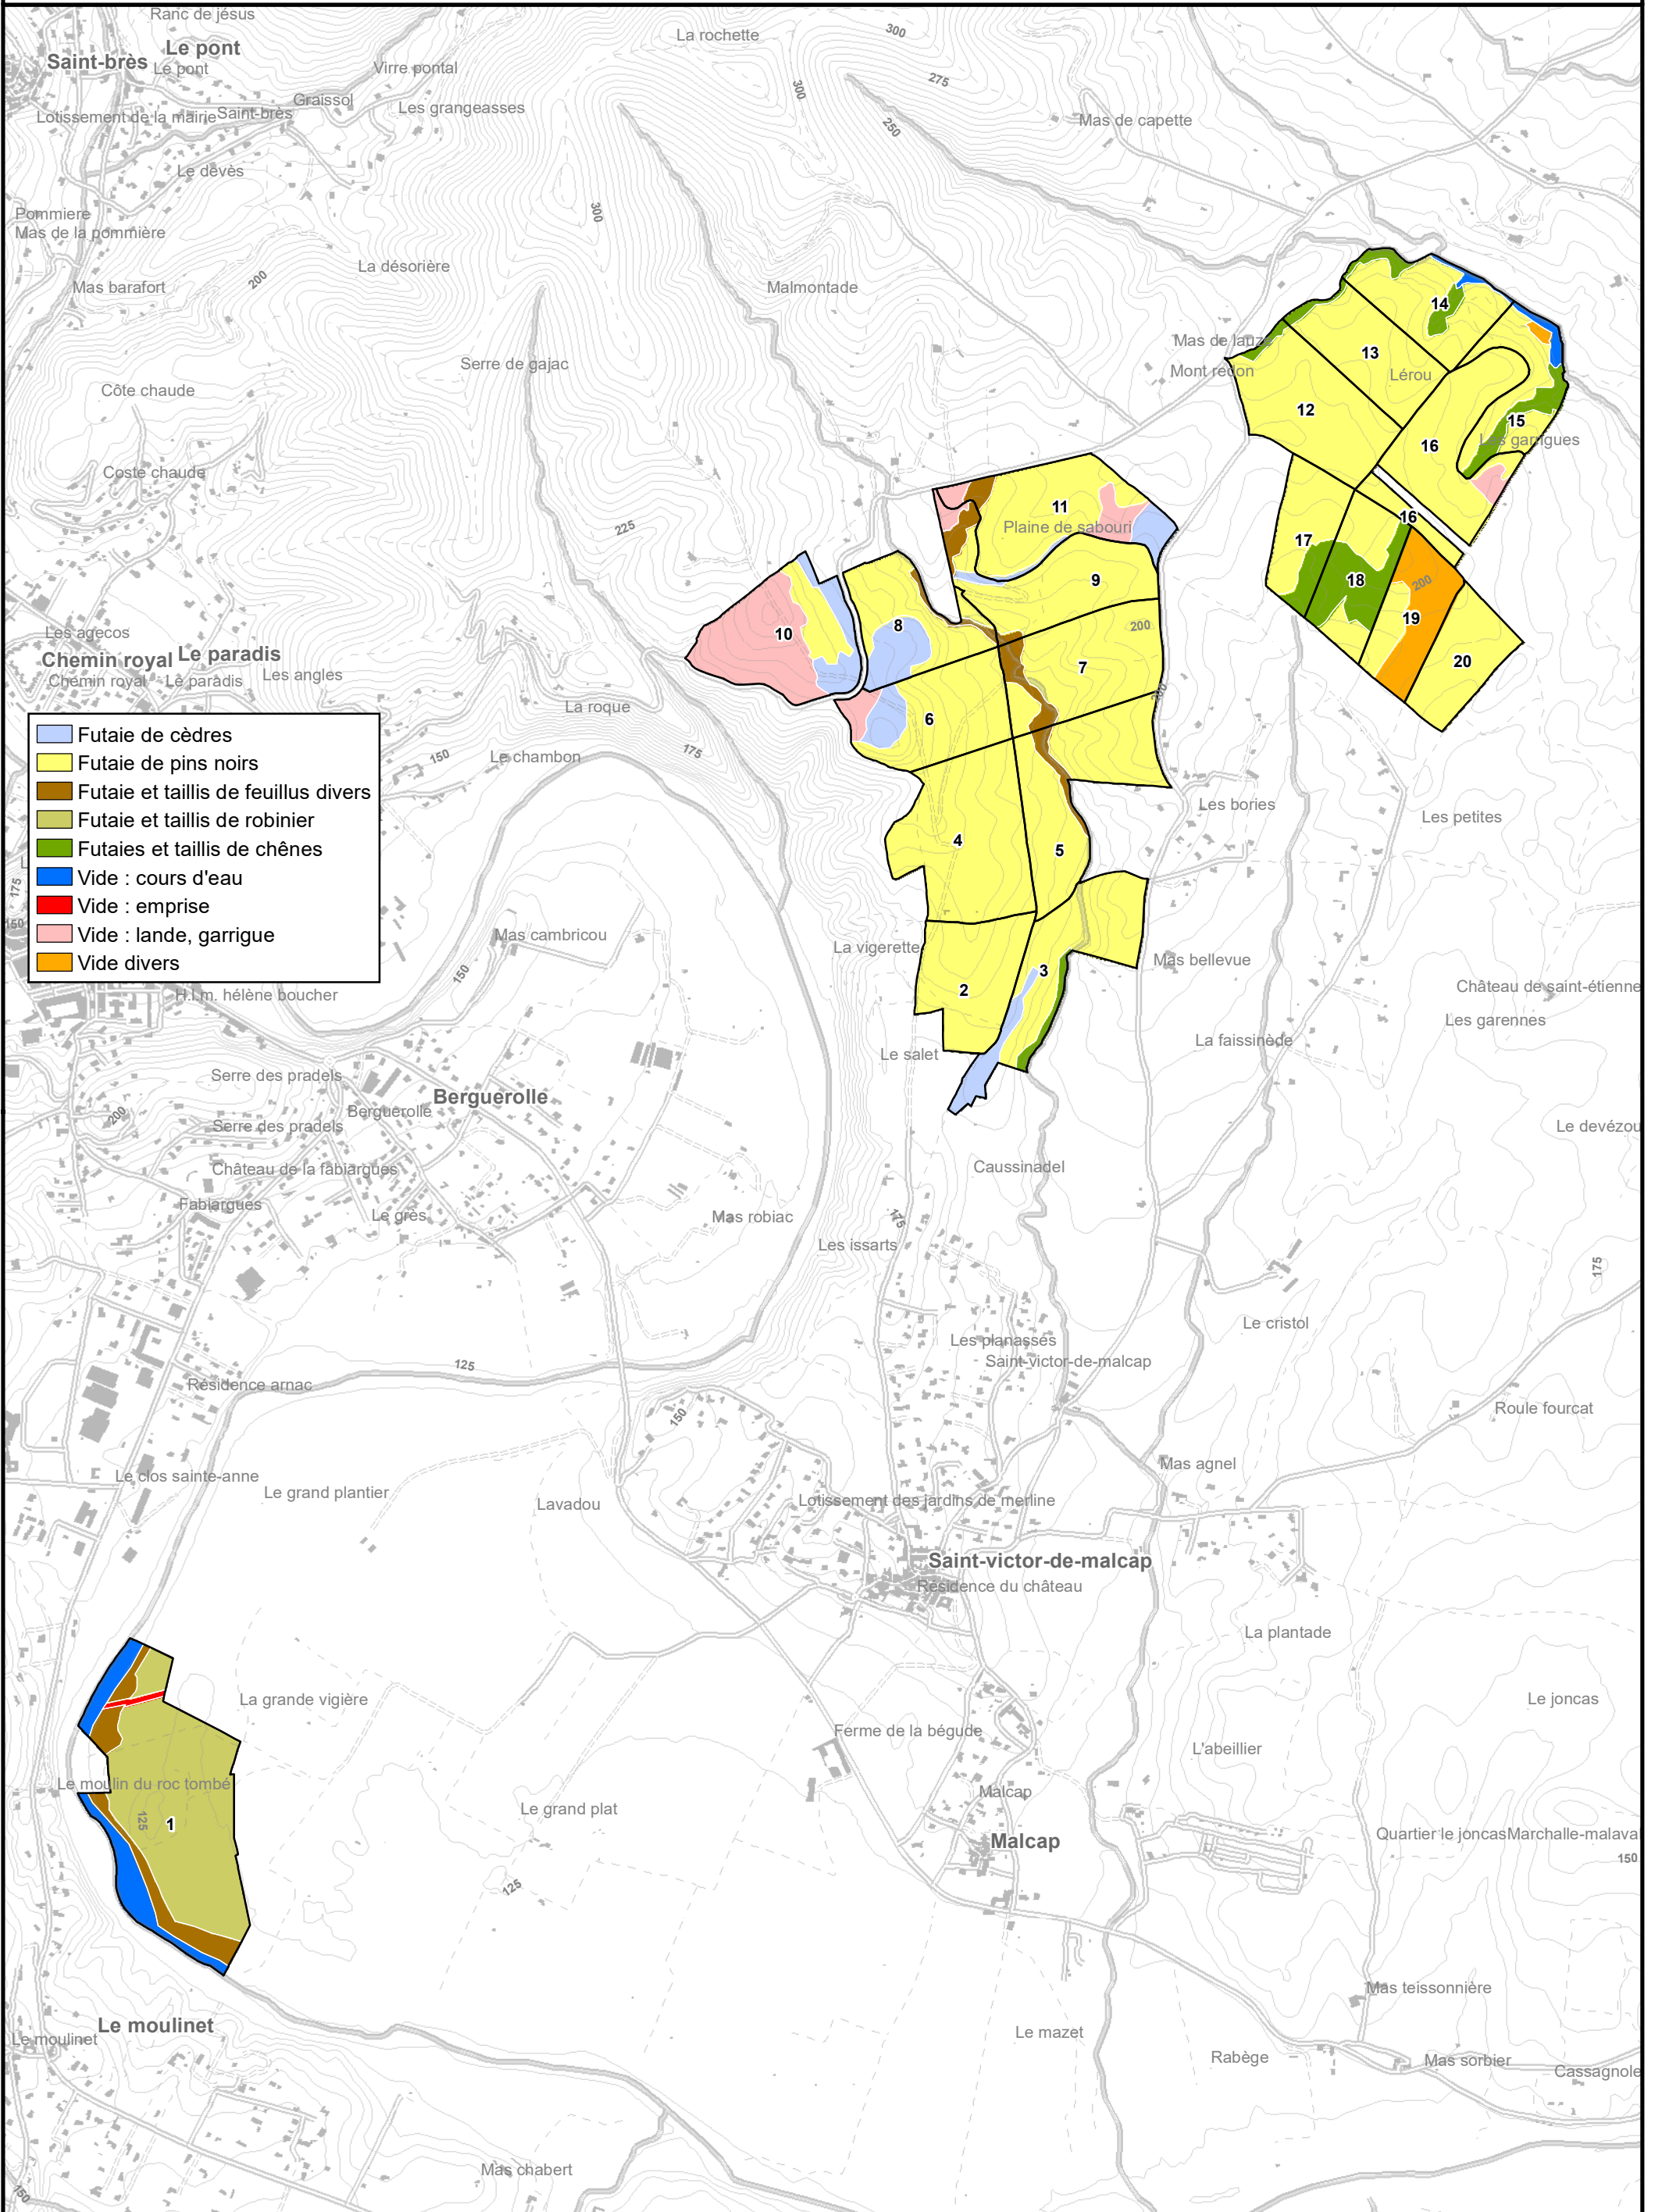 Ranc de jésus
La rochette
300
Le pont
Saint-brès
Le pont
Virre pontal
275
300
Graissol
Les grangeasses
Lotissement de la mairie
Saint-brès
250
Mas de capette
Le devès
Pommiere
300
Mas de la pommière
La désorière
200
Mas barafort
Malmontade
14
Mas de lauze
13
Serre de gajac
Mont redon
Lérou
Côte chaude
12
15
16
Les garrigues
Coste chaude
11
225
Plaine de sabouri
16
17
9
18
200
19
8
200
10
Les agecos
Chemin royal
Le paradis
7
20
Chemin royal
Le paradis
Les angles
200
La roque
6
175
150
Le chambon
Futaie de cèdres
Futaie de pins noirs
Futaie et taillis de feuillus divers
Futaie et taillis de robinier
Futaies et taillis de chênes
Vide : cours d'eau
Vide : emprise
Vide : lande, garrigue
Vide divers
Les bories
Les petites
4
5
175
150
Mas cambricou
La vigerette
Mas bellevue
3
150
2
Château de saint-étienne
H.l.m. hélène boucher
Les garennes
La faissinède
Le salet
Serre des pradels
Berguerolle
Berguerolle
200
Serre des pradels
Le devézou
Château de la fabiargues
Caussinadel
Fabiargues
Le grès
Mas robiac
175
Les issarts
175
Le cristol
Les planasses
125
Saint-victor-de-malcap
Résidence arnac
150
Roule fourcat
Mas agnel
Le clos sainte-anne
Le grand plantier
Lavadou
Lotissement des jardins de merline
Saint-victor-de-malcap
Résidence du château
La plantade
La grande vigière
Le joncas
Ferme de la bégude
L'abeillier
Le moulin du roc tombé
Malcap
125
1
Le grand plat
Malcap
Quartier le joncas
Marchalle-malaval
150
125
Mas teissonnière
Le moulinet
Le moulinet
Le mazet
Rabège
Mas sorbier
Cassagnole
Mas chabert
150